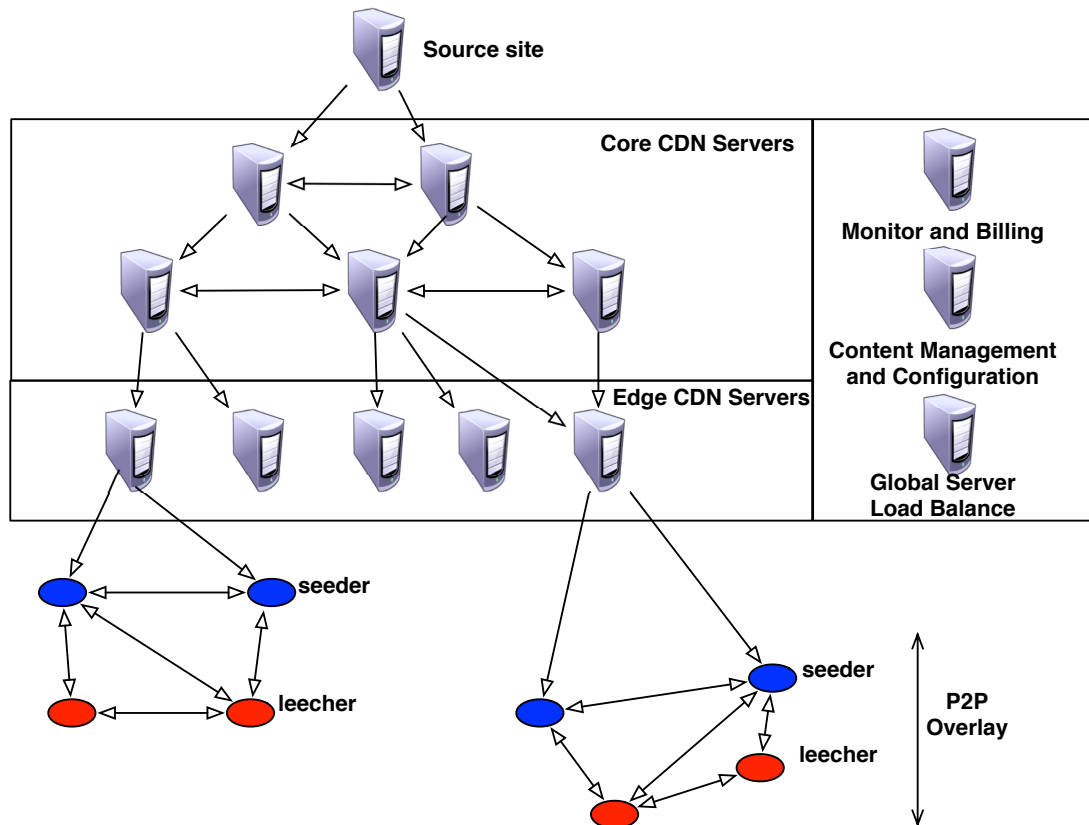 Source site
Core CDN Servers
Monitor and Billing
Content Management
and Configuration
Edge CDN Servers
Global Server
Load Balance
seeder
leecher
seeder
leecher
P2P
Overlay